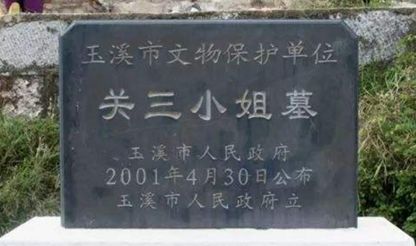 玉溪市文物保护单位
关三小姐墓
玉溪市人民政府
2001年4月30日公布
玉溪市人民政府立